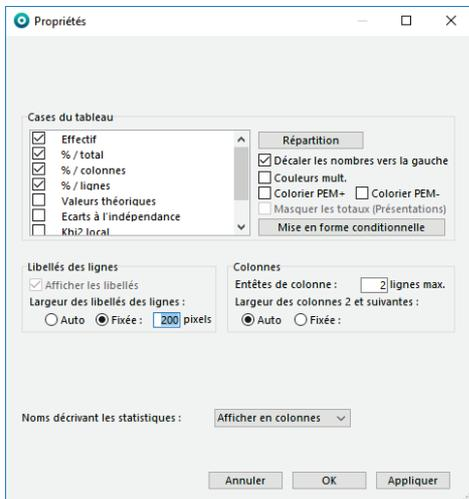 Propriétés
Cases du tableau
Effectif
% / total
% / colonnes
% / lignes
Valeurs théoriques
Ecarts à l'indépendance
Khi2 local
Répartition
Décaler les nombres vers la gauche
Couleurs mult.
Colorier PEM+ Colorier PEM-
Masquer les totaux (Présentations)
Mise en forme conditionnelle
Libellés des lignes
Afficher les libellés
Largeur des libellés des lignes :
Auto Fixée : 200 pixels
Colonnes
Entêtes de colonne : 2 lignes max.
Largeur des colonnes 2 et suivantes :
Auto Fixée :
Noms décrivant les statistiques : Afficher en colonnes
Annuler OK Appliquer